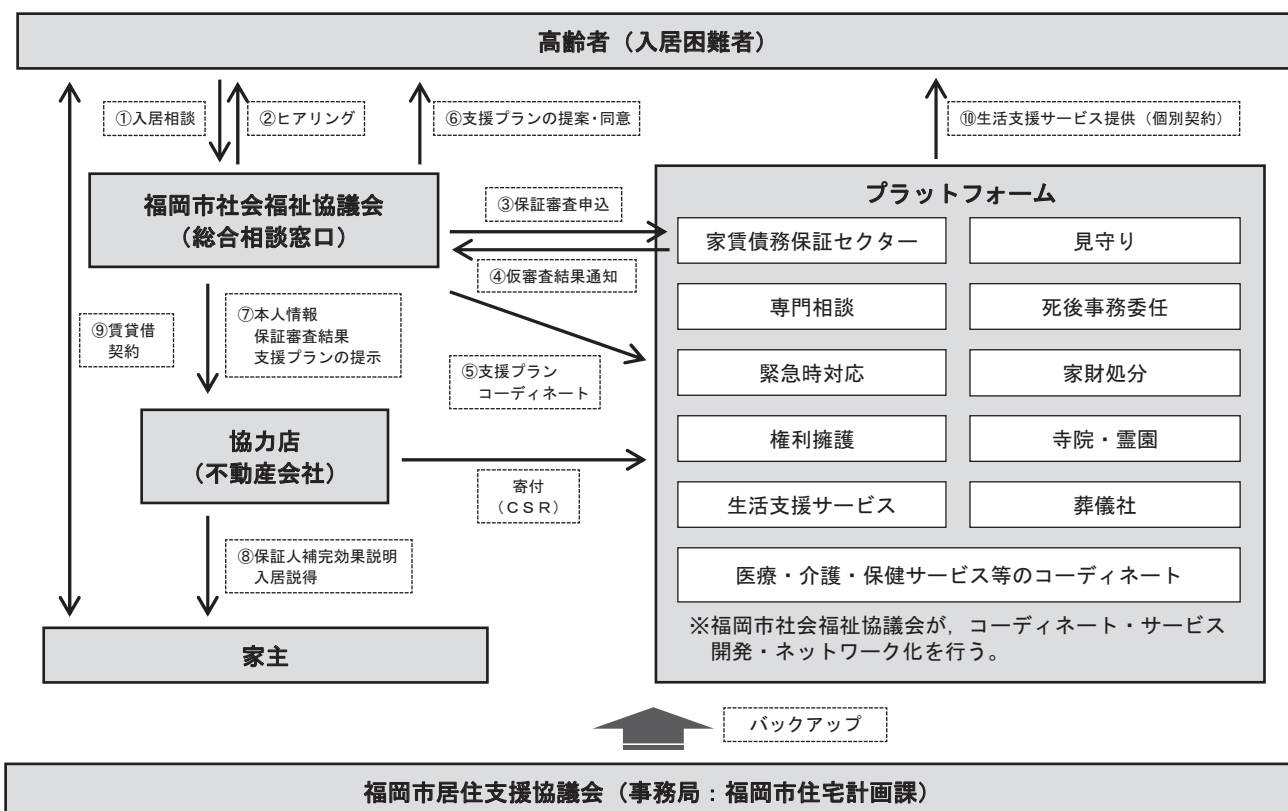 高齢者（入居困難者）
①入居相談
②ヒアリング
⑥支援プランの提案・同意
⑩生活支援サービス提供（個別契約）
福岡市社会福祉協議会
（総合相談窓口）
③保証審査申込
④仮審査結果通知
⑨賃貸借
契約
⑦本人情報
保証審査結果
支援プランの提示
⑤支援プラン
コーディネート
協力店
（不動産会社）
寄付
（ＣＳＲ）
⑧保証人補完効果説明
入居説得
家主
プラットフォーム
家賃債務保証セクター
見守り
専門相談
死後事務委任
緊急時対応
家財処分
権利擁護
寺院・霊園
生活支援サービス
葬儀社
医療・介護・保健サービス等のコーディネート
※福岡市社会福祉協議会が，コーディネート・サービス
開発・ネットワーク化を行う。
バックアップ
福岡市居住支援協議会（事務局：福岡市住宅計画課）